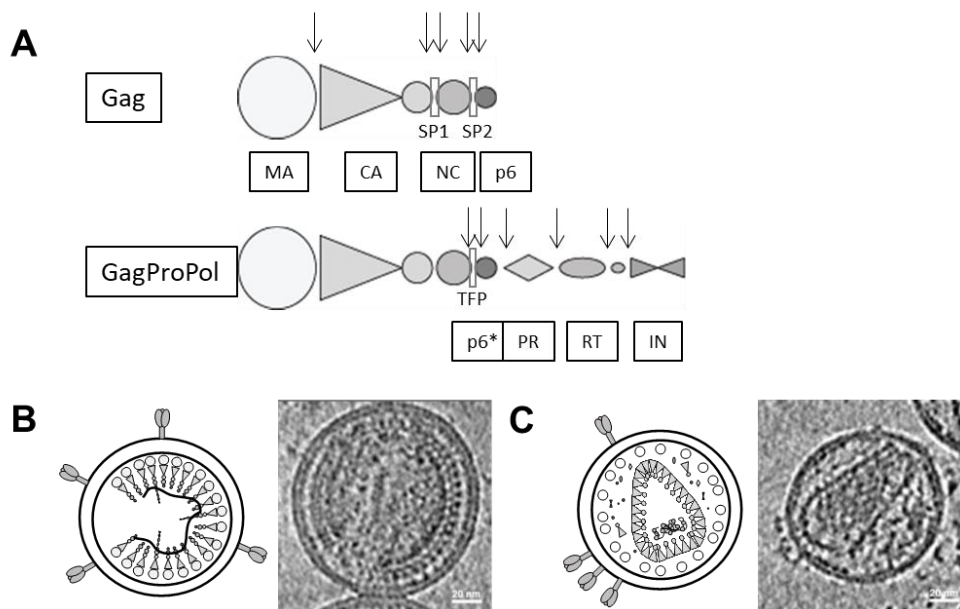 A
Gag
SP1 SP2
MA CA NC p6
GagProPol
TFP
p6* PR RT IN
B C
20 nm 20 nm